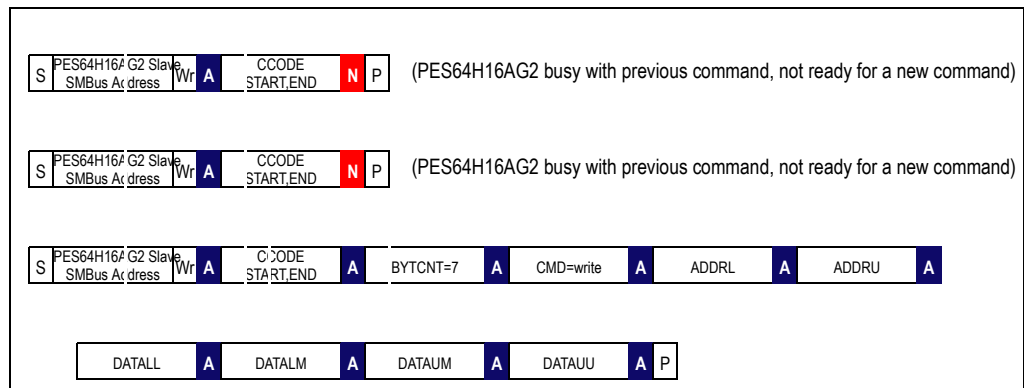 S PES64H16AG2 Slave SMBus Address Wr A CCODE START,END N P (PES64H16AG2 busy with previous command, not ready for a new command)
S PES64H16AG2 Slave SMBus Address Wr A CCODE START,END N P (PES64H16AG2 busy with previous command, not ready for a new command)
S PES64H16AG2 Slave SMBus Address Wr A CCODE START,END A BYTCNT=7 A CMD=write A ADDRL A ADDRU A
DATALL A DATALM A DATAUM A DATAUU A P